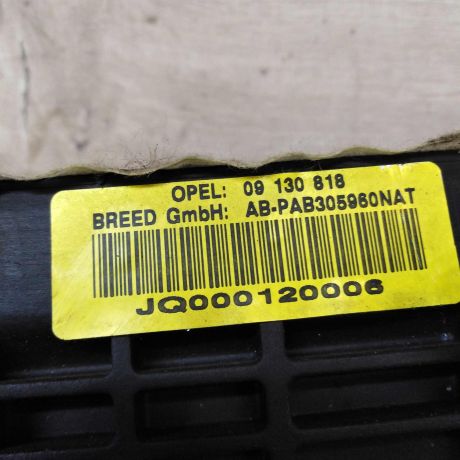 OPEL: 09 130 818
BREED GmbH: AB-PAB305960NAT
JQ000120006